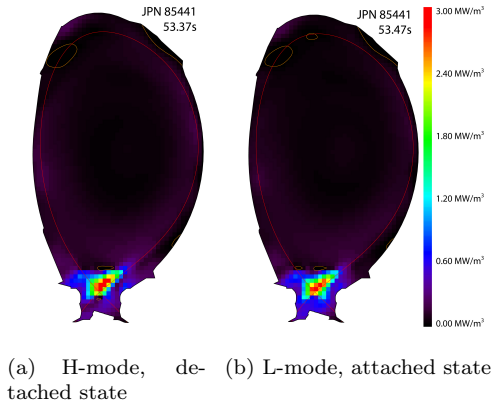 JPN 85441
53.37s
JPN 85441
53.47s
3.00 MW/m³
2.40 MW/m³
1.80 MW/m³
1.20 MW/m³
0.60 MW/m³
0.00 MW/m³
(a) H-mode, de-
tached state
(b) L-mode, attached state